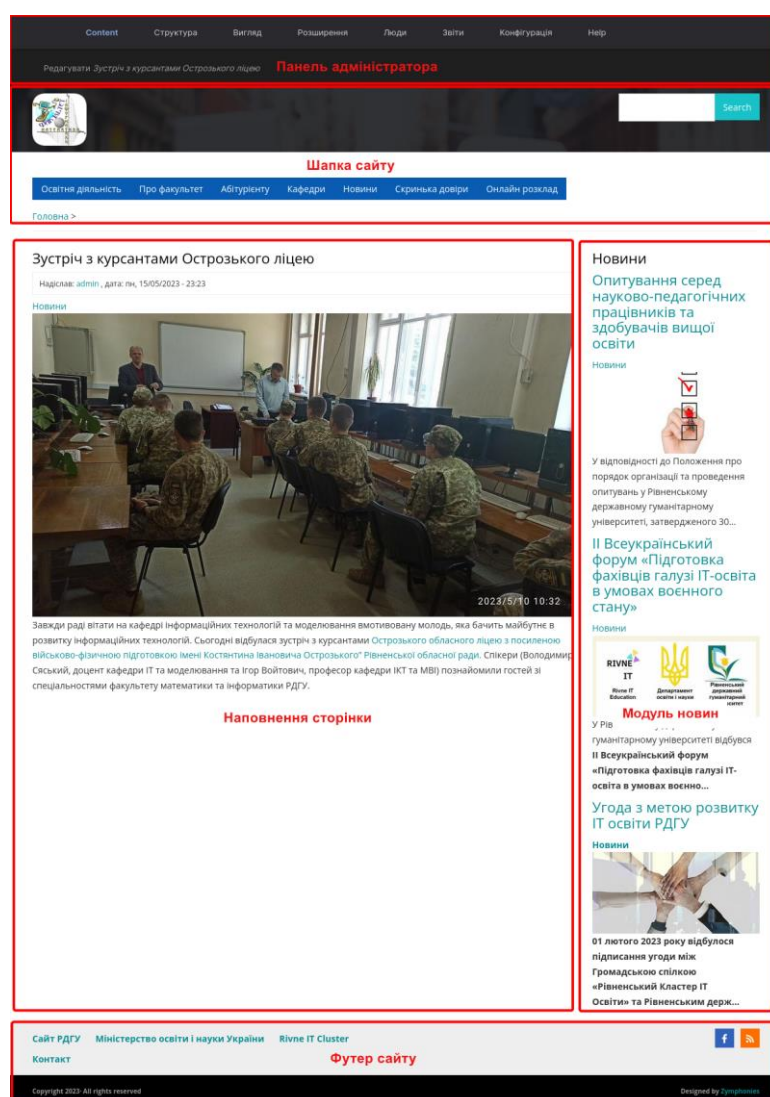 Content Структура Вигляд Розширення Люди Звіти Конфігурація Help
Редагувати Зустріч з курсантами Острозького ліцею Панель адміністратора
Search
Шапка сайту
Освітня діяльність Про факультет Абітурієнту Кафедри Новини Скринька довіри Онлайн розклад
Головна >
Зустріч з курсантами Острозького ліцею
Надіслав: admin , дата: пн, 15/05/2023 - 23:23
Новини
2023/5/10 10:32
Завжди раді вітати на кафедрі інформаційних технологій та моделювання вмотивовану молодь, яка бачить майбутнє в
розвитку інформаційних технологій. Сьогодні відбулася зустріч з курсантами Острозького обласного ліцею з посиленою
військово-фізичною підготовкою імені Костянтина Івановича Острозького" Рівненської обласної ради. Спікери (Володимир
Сяський, доцент кафедри ІТ та моделювання та Ігор Войтович, професор кафедри ІКТ та МВІ) познайомили гостей зі
спеціальностями факультету математики та інформатики РДГУ.
Наповнення сторінки
Новини
Опитування серед
науково-педагогічних
працівників та
здобувачів вищої
освіти
Новини
У відповідності до Положення про
порядок організації та проведення
опитувань у Рівненському
державному гуманітарному
університеті, затвердженого 30...
ІІ Всеукраїнський
форум «Підготовка
фахівців галузі ІТ-освіта
в умовах воєнного
стану»
Новини
RIVNE
IT
Rivne IT
Education
Департамент
освіти і науки
Рівненський
державний
гуманітарний
Модуль новин
У Рів
гуманітарному університеті відбувся
ІІ Всеукраїнський форум
«Підготовка фахівців галузі ІТ-
освіта в умовах воєнно...
Угода з метою розвитку
ІТ освіти РДГУ
Новини
01 лютого 2023 року відбулося
підписання угоди між
Громадською спілкою
«Рівненський Кластер ІТ
Освіти» та Рівненським держ...
Сайт РДГУ Міністерство освіти і науки України Rivne IT Cluster
Контакт
Футер сайту
Copyright 2023- All rights reserved
Designed by Zymphonies